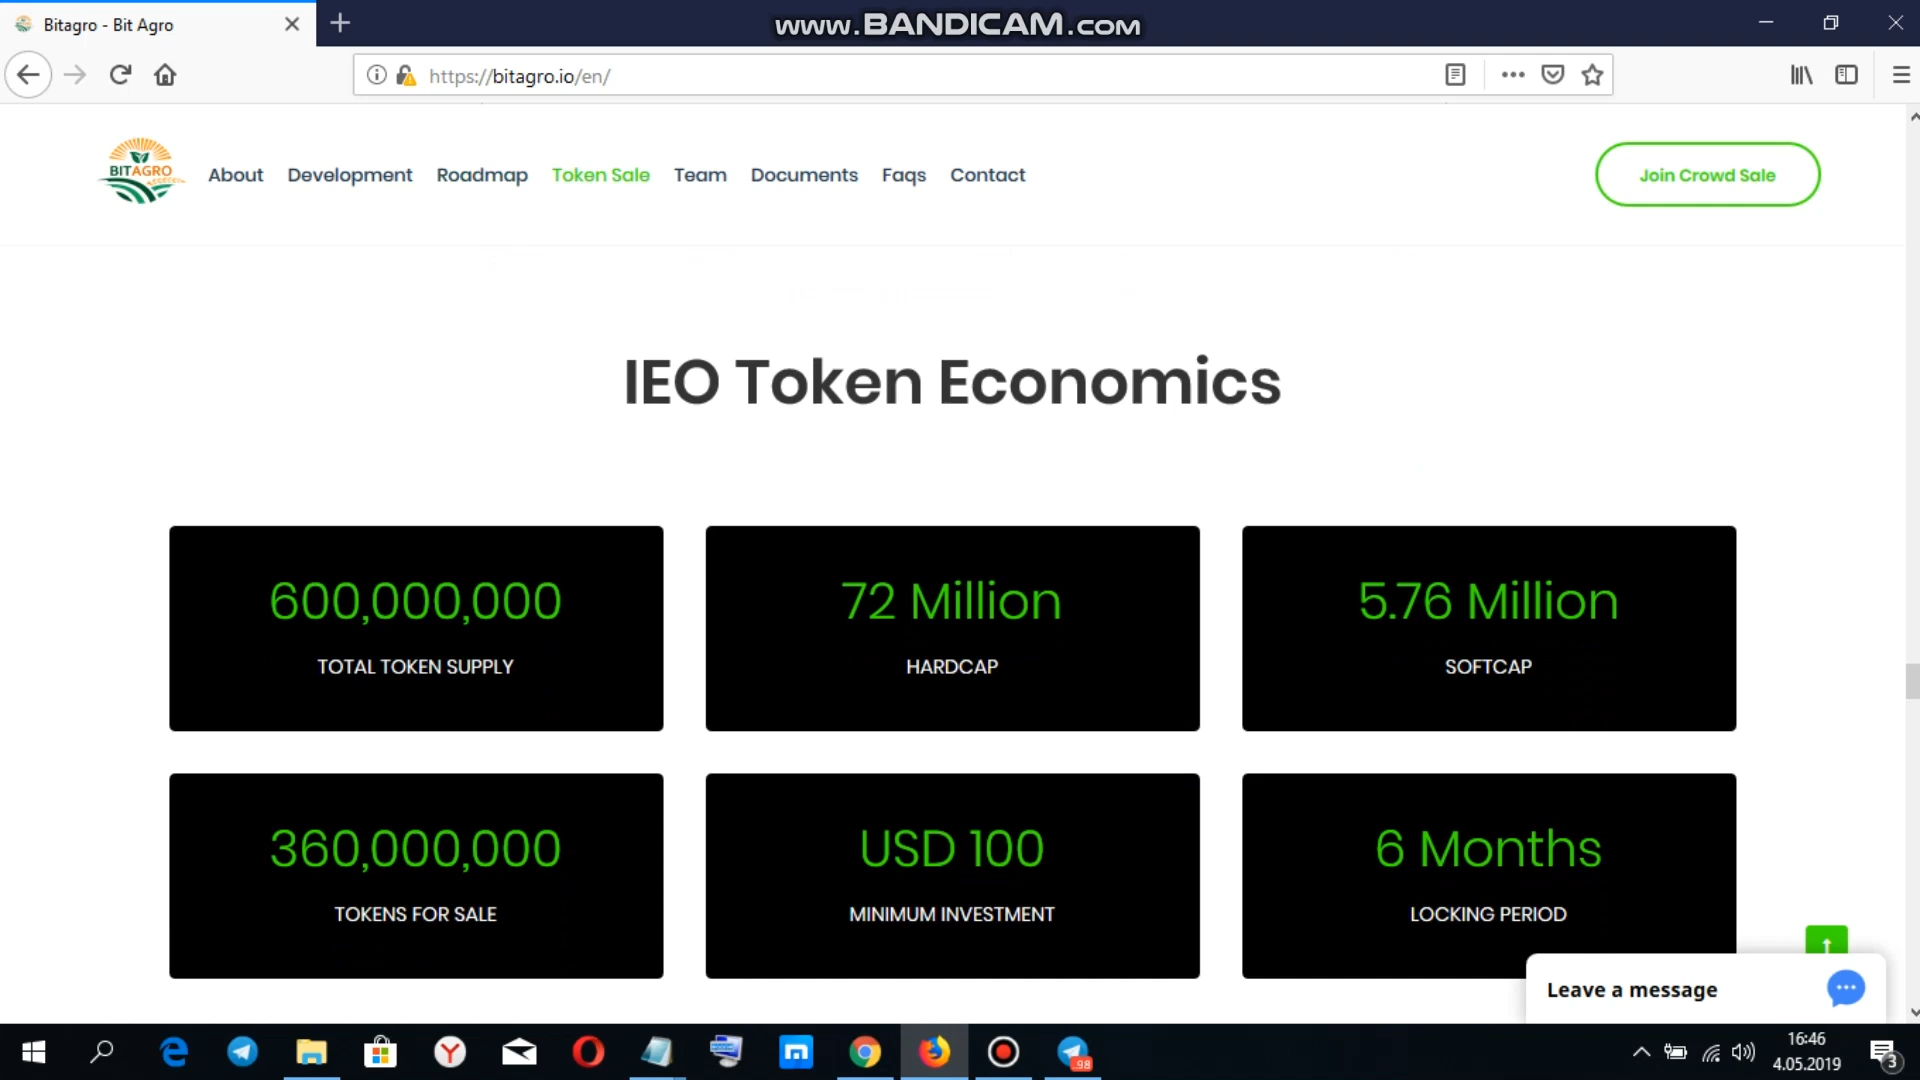 Bitagro - Bit Agro
www.BANDICAM.com
https://bitagro.io/en/
BITAGRO
About
Development
Roadmap
Token Sale
Team
Documents
Faqs
Contact
Join Crowd Sale
IEO Token Economics
600,000,000
TOTAL TOKEN SUPPLY
72 Million
HARDCAP
5.76 Million
SOFTCAP
360,000,000
TOKENS FOR SALE
USD 100
MINIMUM INVESTMENT
6 Months
LOCKING PERIOD
Leave a message
98
16:46
4.05.2019
3